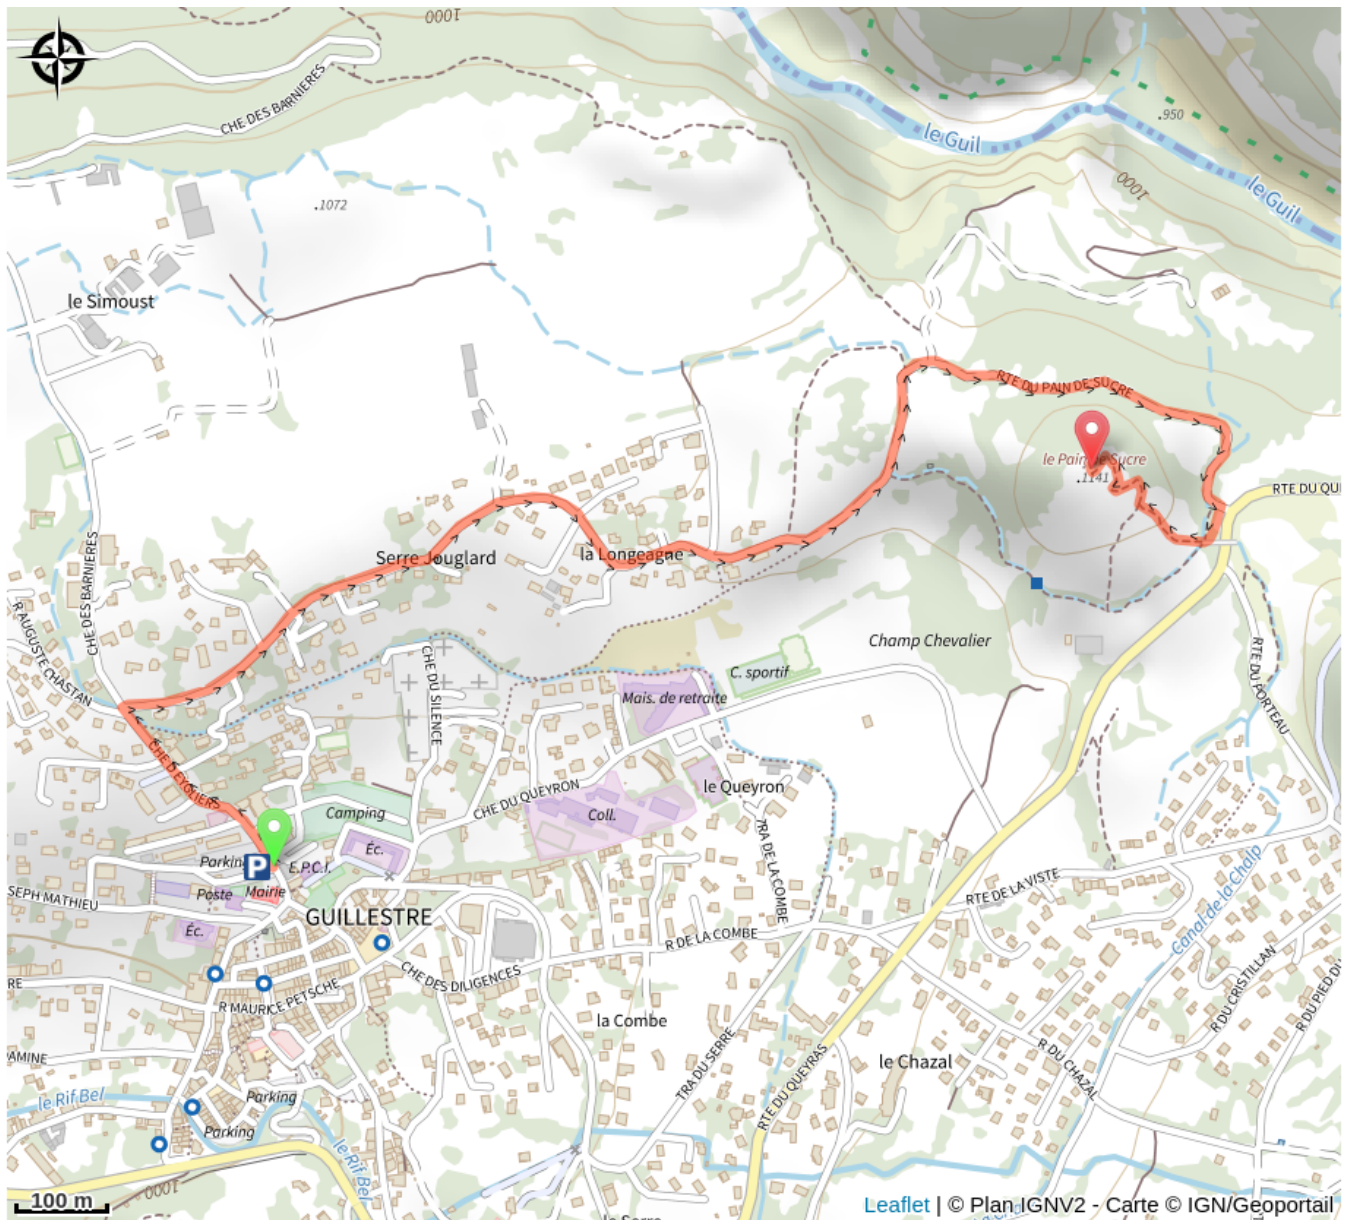 1000
CHE DES BARNIERES
le Guil
.950
1000
le Guil
.1072
le Simoust
RTE DU PAIN DE SUCRE
le Pain de Sucre
.1141
RTE DU QU
Serre Jouglard
la Longeagne
CHE DES BARNIERES
R AUGUSTE CHASTAN
Champ Chevalier
CHE DU SILENCE
C. sportif
Mais. de retraite
RTE DU PORTEAU
CHE D'EYGLIERS
le Queyron
CHE DU QUEYRON
Camping
Coll.
Éc.
Parking
P
E.P.C.I.
TRA DE LA COMBE
SEPH MATHIEU
Poste
Mairie
RTE DE LA VISTE
Canal de la Chalp
GUILLESTRE
Éc.
R DE LA COMBE
CHE DES DILIGENCES
RE
R MAURICE PETSCHE
R DU CRISTILLAN
R DU PIED DU
la Combe
AMINE
TRA DU SERRE
RTE DU QUEYRAS
le Chazal
R DU CHAZAL
le Rif Bel
Parking
Parking
le Rif Bel
1000
100 m
la Serre
Leaflet | © Plan IGNV2 - Carte © IGN/Geoportail